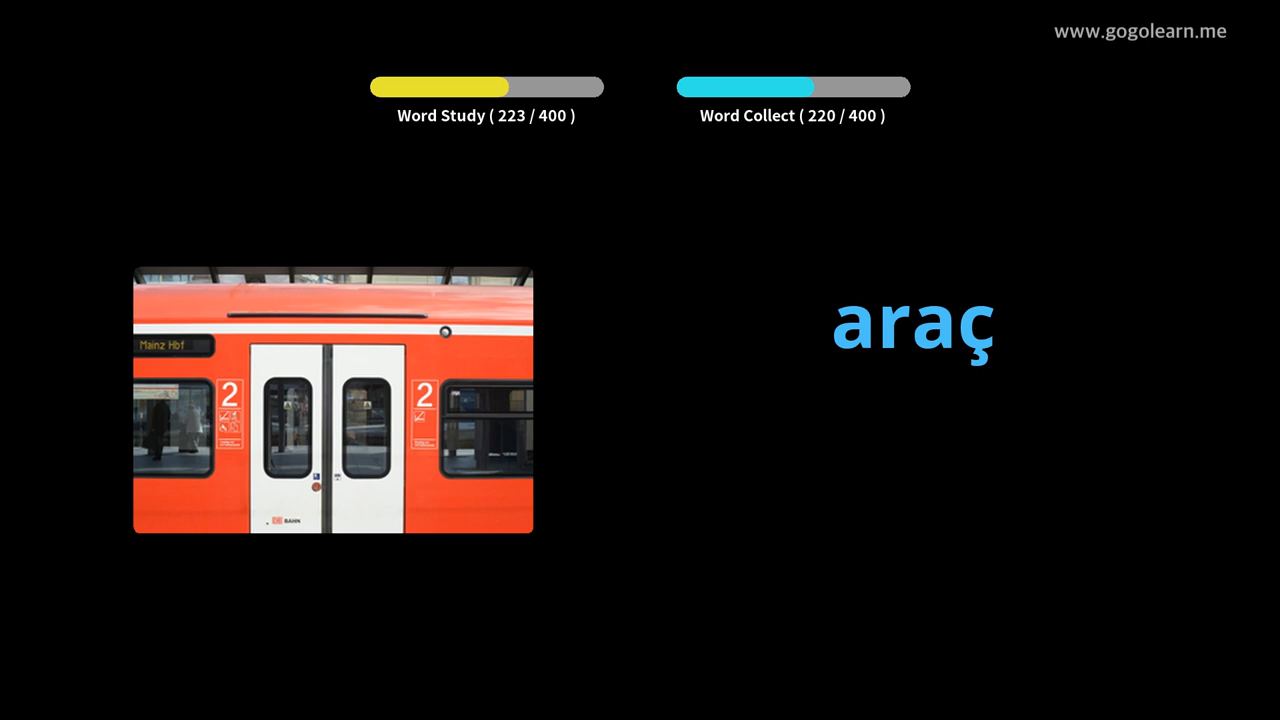 www.gogolearn.me
Word Study ( 223 / 400 )
Word Collect ( 220 / 400 )
araç
Mainz Hbf
2
2
DB BAHN